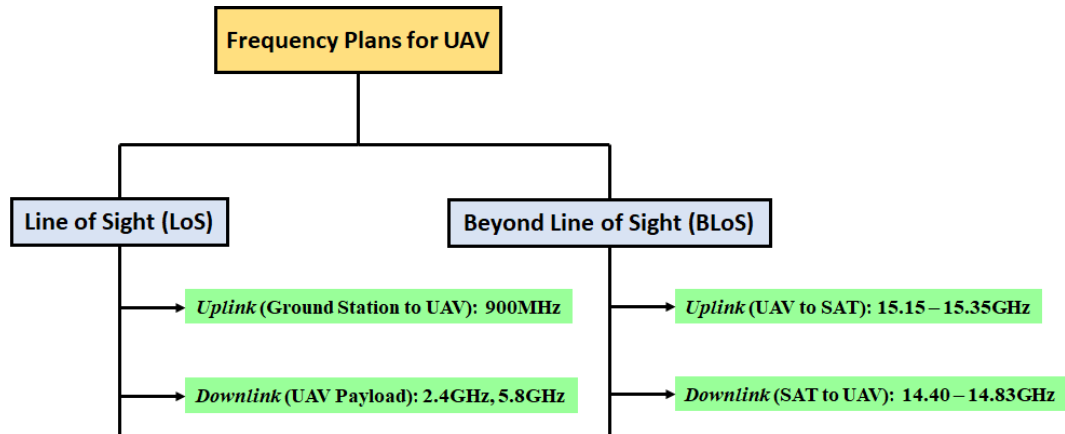 Frequency Plans for UAV
Line of Sight (LoS)
Beyond Line of Sight (BLoS)
Uplink (Ground Station to UAV): 900MHz
Uplink (UAV to SAT): 15.15 – 15.35GHz
Downlink (UAV Payload): 2.4GHz, 5.8GHz
Downlink (SAT to UAV): 14.40 – 14.83GHz